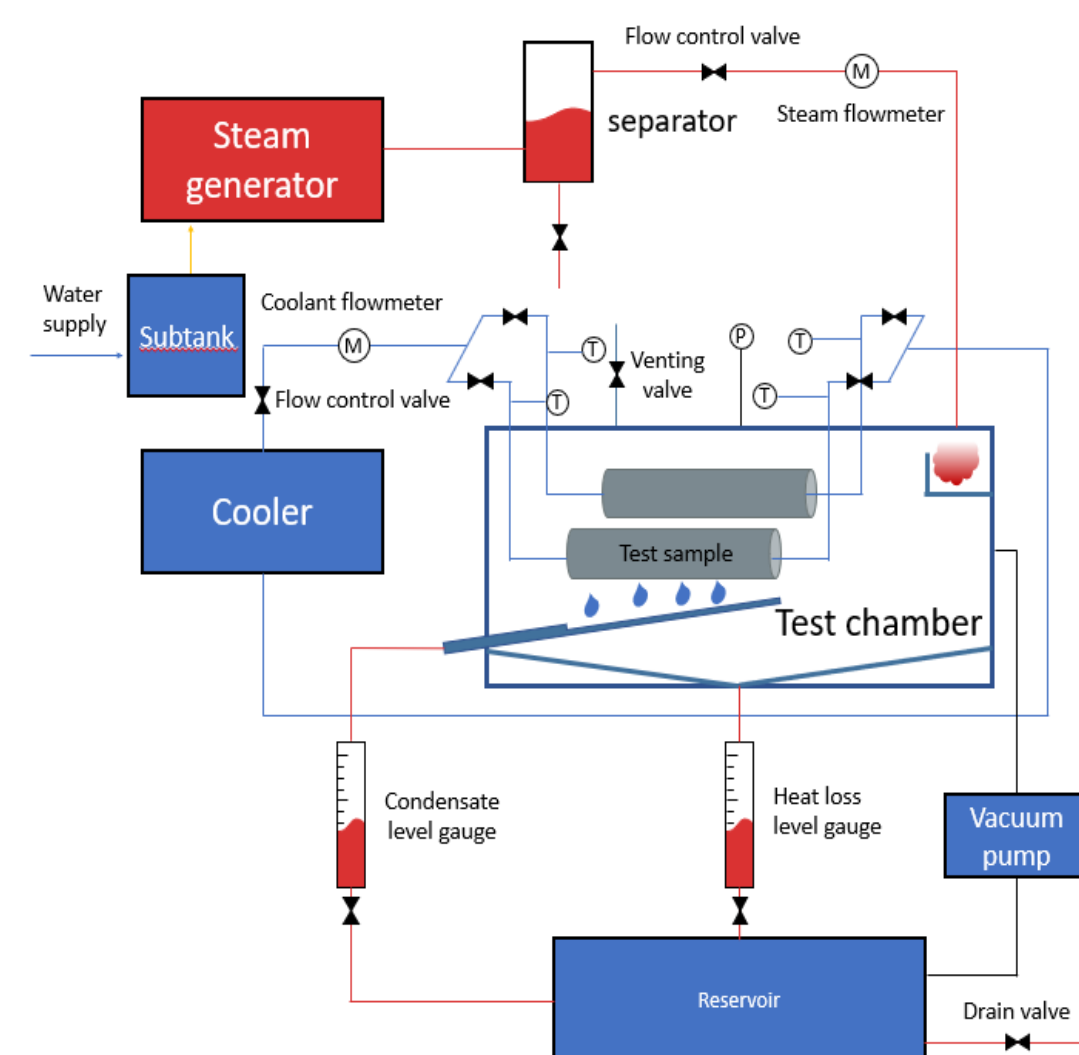 Flow control valve
M
Steam flowmeter
separator
Steam
generator
Water
supply
Subtank
Coolant flowmeter
M
Flow control valve
T
T
Venting
valve
P
T
T
Cooler
Test sample
Test chamber
Condensate
level gauge
Heat loss
level gauge
Vacuum
pump
Reservoir
Drain valve